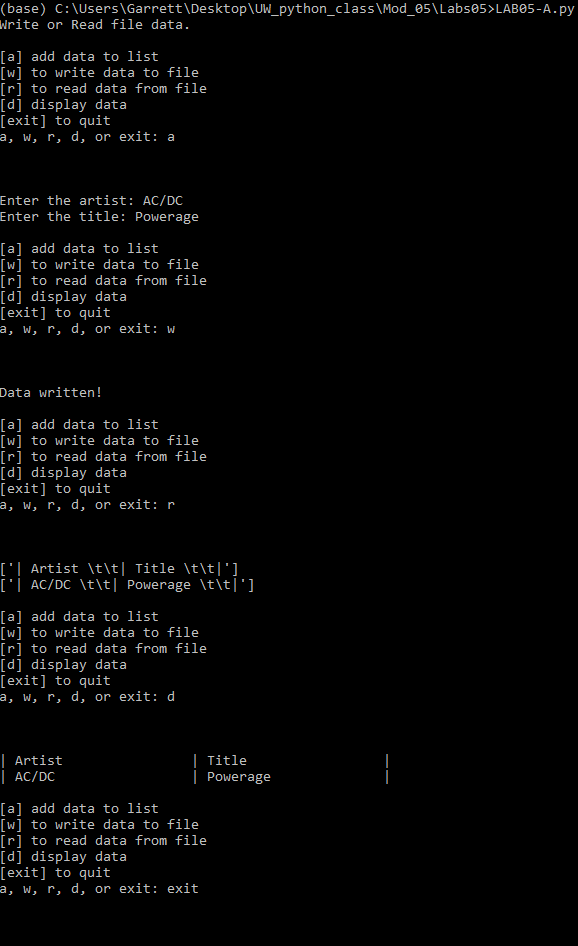 (base) C:\Users\Garrett\Desktop\UW_python_class\Mod_05\Labs05>LAB05-A.py
Write or Read file data.
[a] add data to list
[w] to write data to file
[r] to read data from file
[d] display data
[exit] to quit
a, w, r, d, or exit: a
Enter the artist: AC/DC
Enter the title: Powerage
[a] add data to list
[w] to write data to file
[r] to read data from file
[d] display data
[exit] to quit
a, w, r, d, or exit: w
Data written!
[a] add data to list
[w] to write data to file
[r] to read data from file
[d] display data
[exit] to quit
a, w, r, d, or exit: r
['| Artist \t\t| Title \t\t|']
['| AC/DC \t\t| Powerage \t\t|']
[a] add data to list
[w] to write data to file
[r] to read data from file
[d] display data
[exit] to quit
a, w, r, d, or exit: d
| Artist                | Title                 |
| AC/DC                 | Powerage              |
[a] add data to list
[w] to write data to file
[r] to read data from file
[d] display data
[exit] to quit
a, w, r, d, or exit: exit